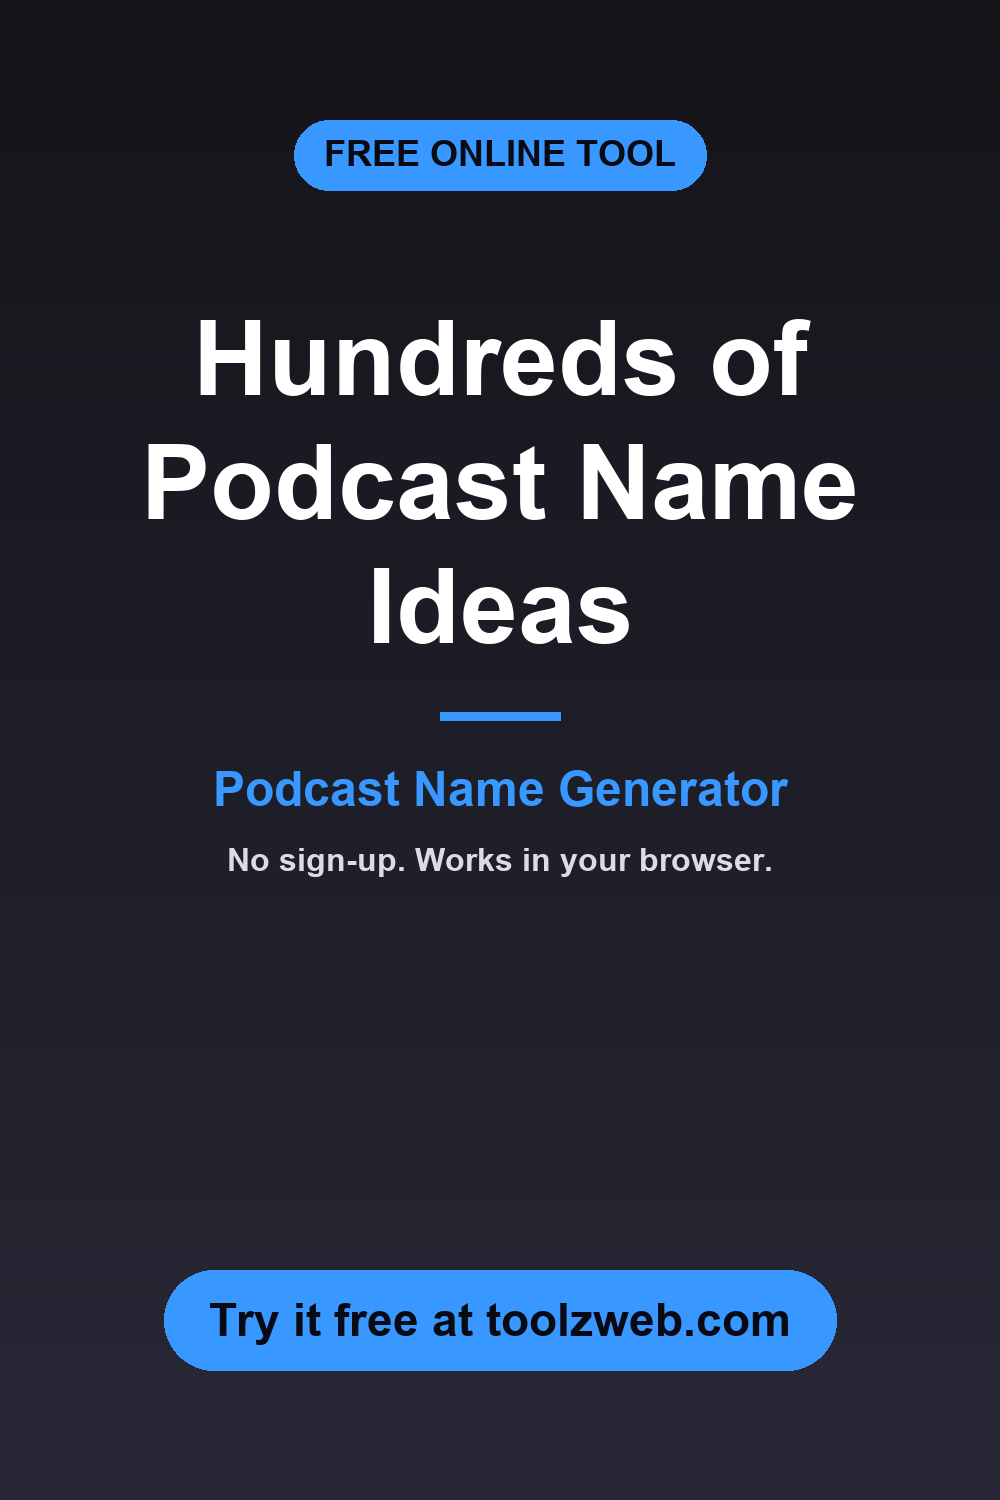 FREE ONLINE TOOL
Hundreds of
Podcast Name
Ideas
Podcast Name Generator
No sign-up. Works in your browser.
Try it free at toolzweb.com